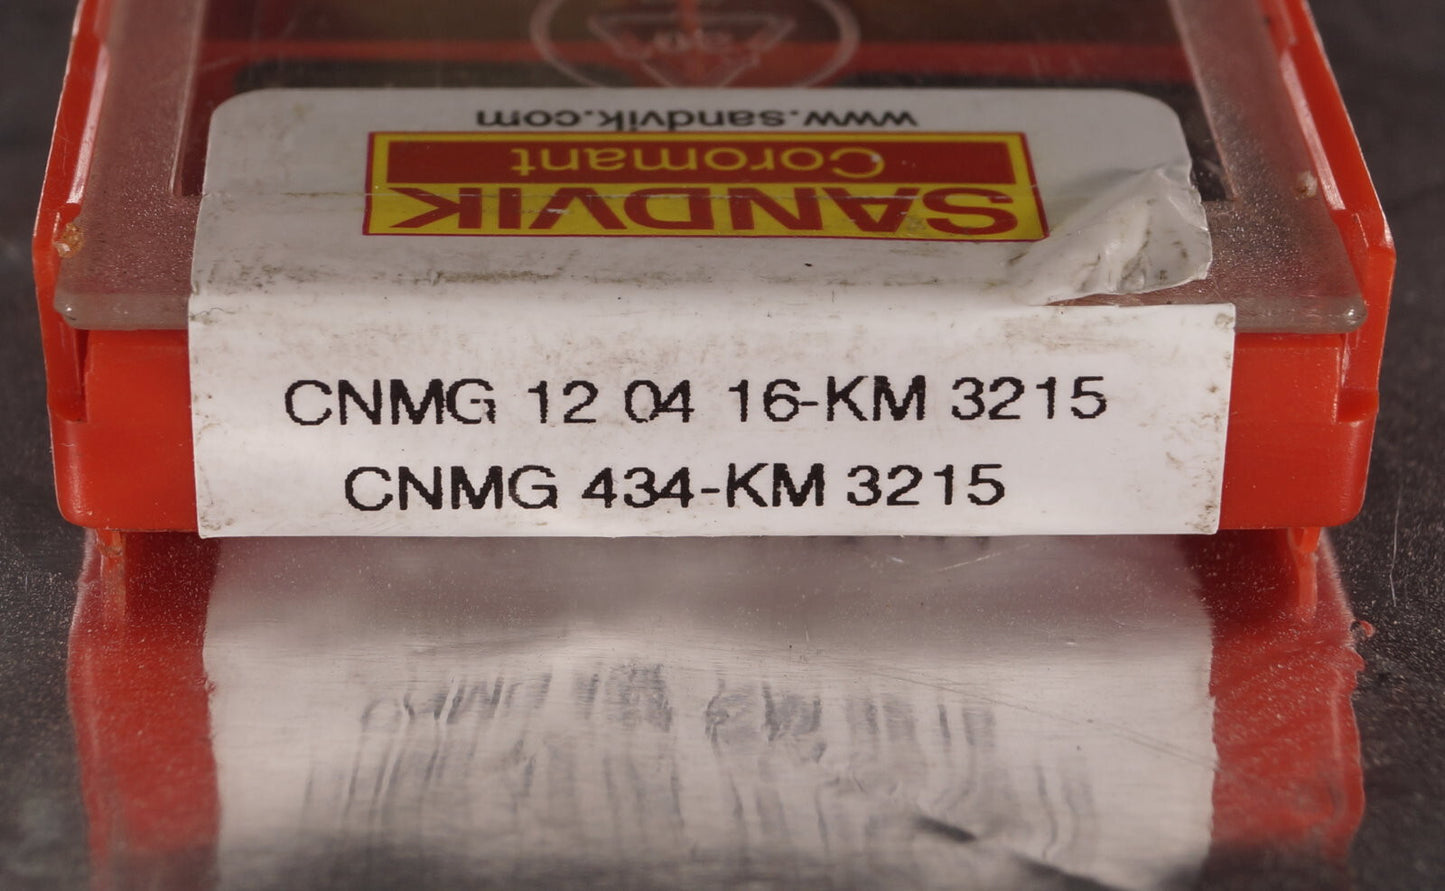 www.sandvik.com
Coromant
SANDVIK
CNMG 12 04 16-KM 3215
CNMG 434-KM 3215